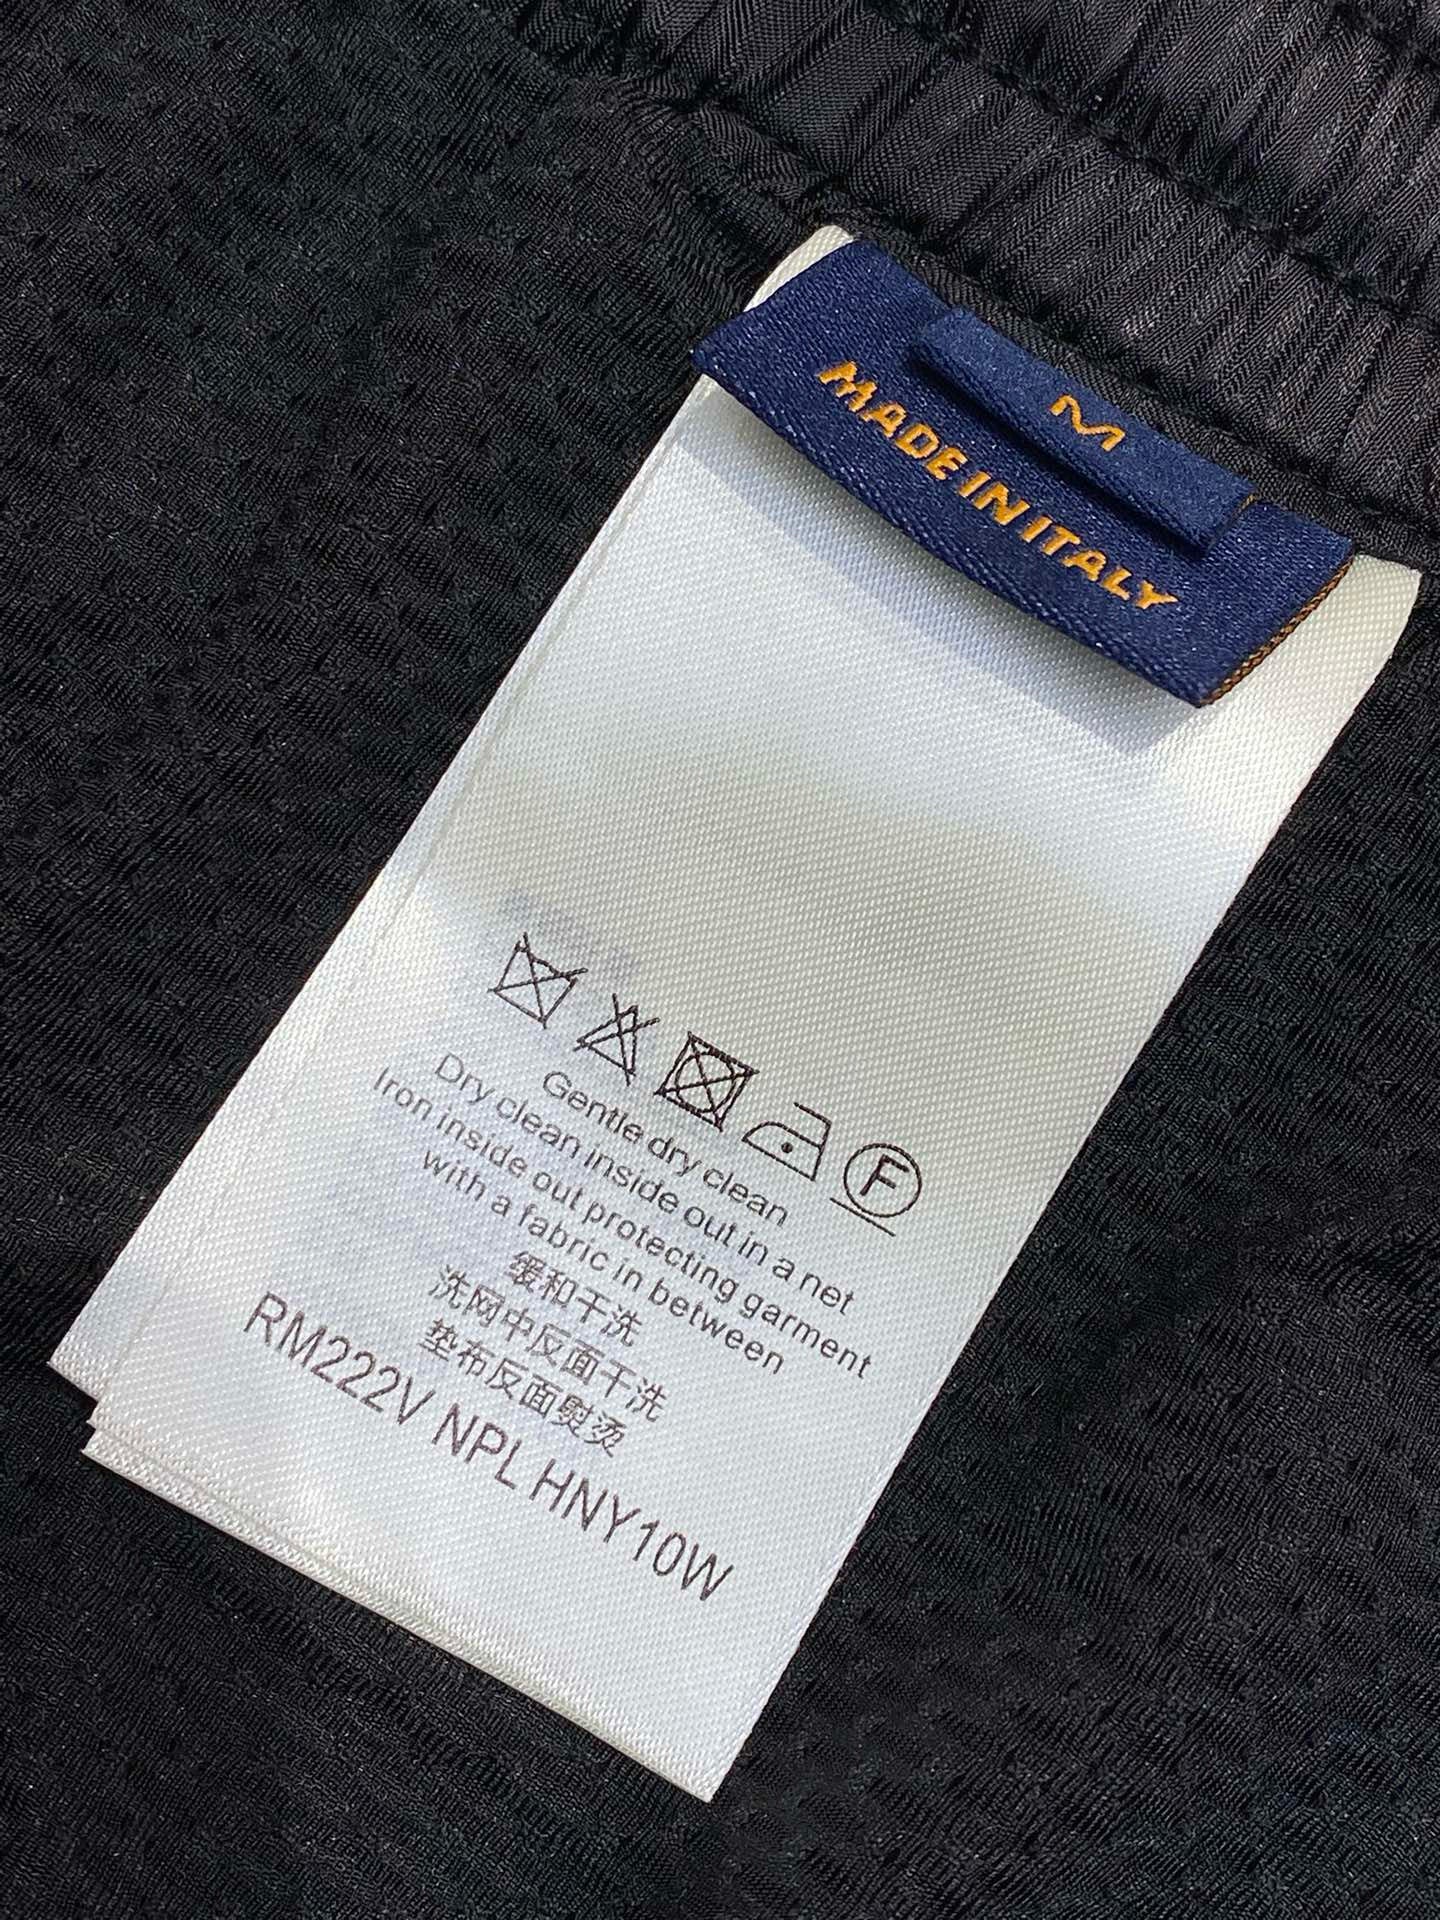 M
MADE IN ITALY
F
Gentle dry clean
Dry clean inside out in a net
Iron inside out protecting garment
with a fabric in between
缓和干洗
洗网中反面干洗
垫布反面熨烫
RM222V NPL HNY10W